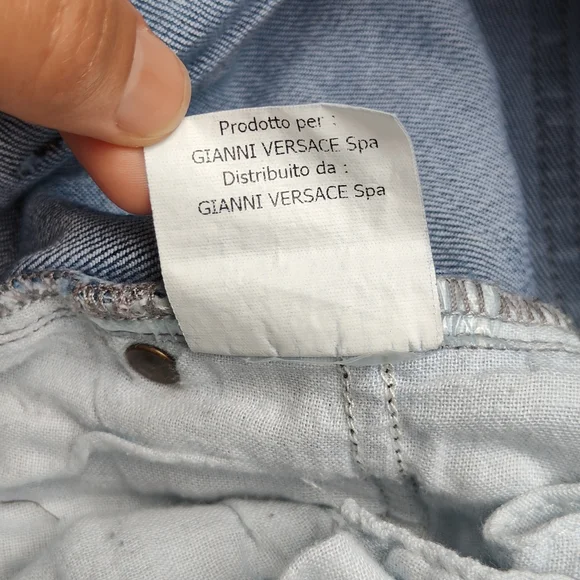 Prodotto per :
GIANNI VERSACE Spa
Distribuito da :
GIANNI VERSACE Spa